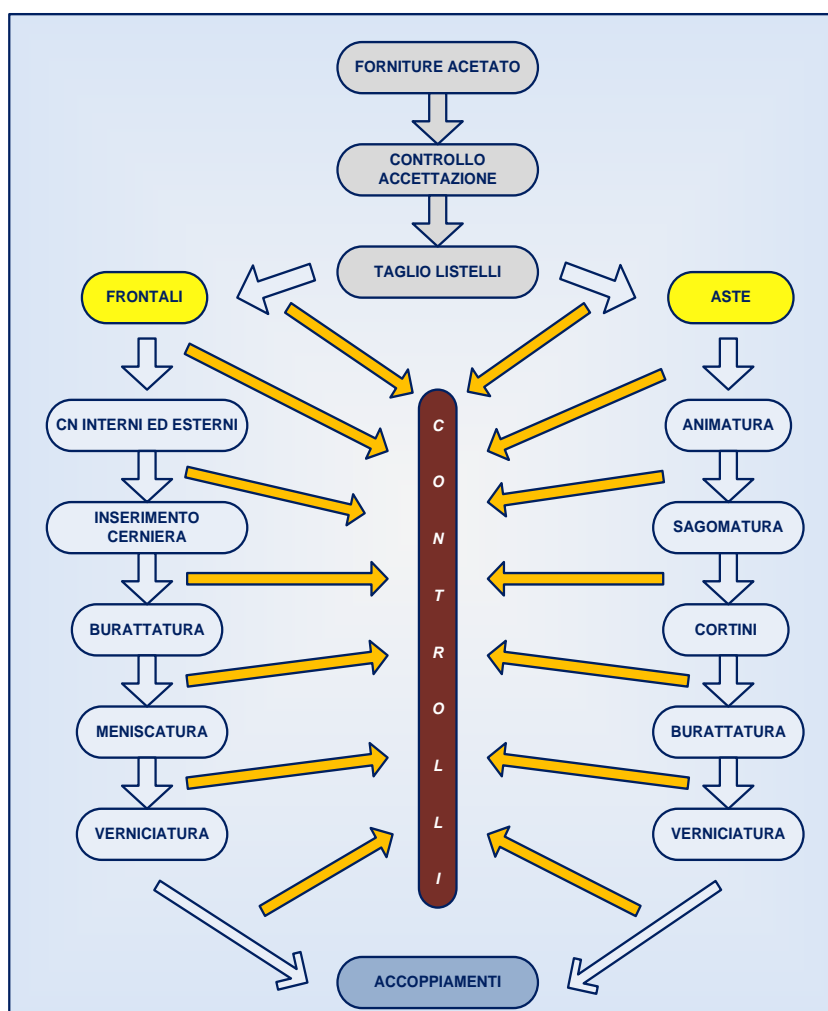 FORNITURE ACETATO
CONTROLLO
ACCETTAZIONE
TAGLIO LISTELLI
FRONTALI
ASTE
CN INTERNI ED ESTERNI
ANIMATURA
INSERIMENTO
CERNIERA
SAGOMATURA
BURATTATURA
CORTINI
MENISCATURA
BURATTATURA
VERNICIATURA
VERNICIATURA
C
O
N
T
R
O
L
L
I
ACCOPPIAMENTI